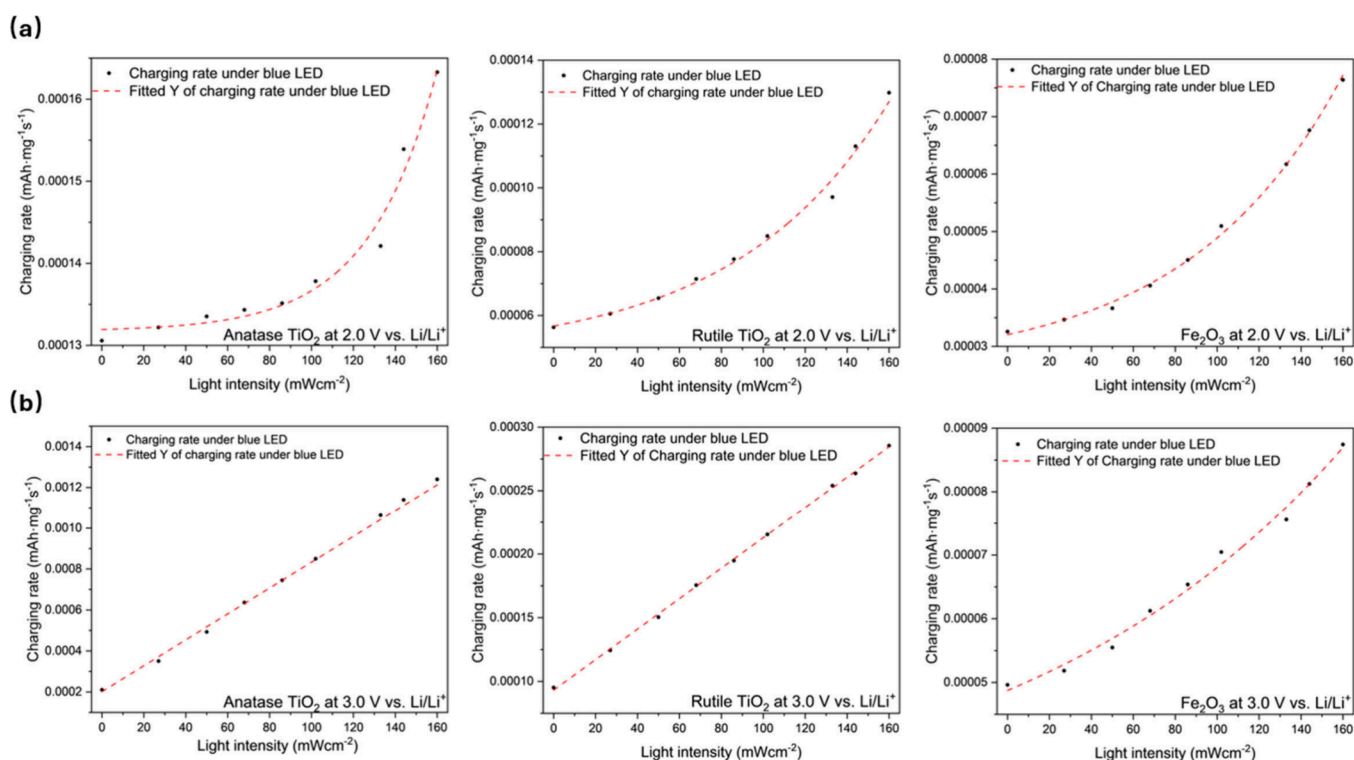 (a)
Charging rate under blue LED
Fitted Y of charging rate under blue LED
0.00016
0.00015
0.00014
0.00013
Charging rate (mAh·mg⁻¹s⁻¹)
Anatase TiO₂ at 2.0 V vs. Li/Li⁺
0 20 40 60 80 100 120 140 160
Light intensity (mWcm⁻²)
Charging rate under blue LED
Fitted Y of charging rate under blue LED
0.00014
0.00012
0.00010
0.00008
0.00006
Charging rate (mAh·mg⁻¹s⁻¹)
Rutile TiO₂ at 2.0 V vs. Li/Li⁺
0 20 40 60 80 100 120 140 160
Light intensity (mWcm⁻²)
Charging rate under blue LED
Fitted Y of Charging rate under blue LED
0.00008
0.00007
0.00006
0.00005
0.00004
0.00003
Charging rate (mAh·mg⁻¹s⁻¹)
Fe₂O₃ at 2.0 V vs. Li/Li⁺
0 20 40 60 80 100 120 140 160
Light intensity (mWcm⁻²)
(b)
Charging rate under blue LED
Fitted Y of charging rate under blue LED
0.0014
0.0012
0.0010
0.0008
0.0006
0.0004
0.0002
Charging rate (mAh·mg⁻¹s⁻¹)
Anatase TiO₂ at 3.0 V vs. Li/Li⁺
0 20 40 60 80 100 120 140 160
Light intensity (mWcm⁻²)
Charging rate under blue LED
Fitted Y of Charging rate under blue LED
0.00030
0.00025
0.00020
0.00015
0.00010
Charging rate (mAh·mg⁻¹s⁻¹)
Rutile TiO₂ at 3.0 V vs. Li/Li⁺
0 20 40 60 80 100 120 140 160
Light intensity (mWcm⁻²)
Charging rate under blue LED
Fitted Y of Charging rate under blue LED
0.00009
0.00008
0.00007
0.00006
0.00005
Charging rate (mAh·mg⁻¹s⁻¹)
Fe₂O₃ at 3.0 V vs. Li/Li⁺
0 20 40 60 80 100 120 140 160
Light intensity (mWcm⁻²)